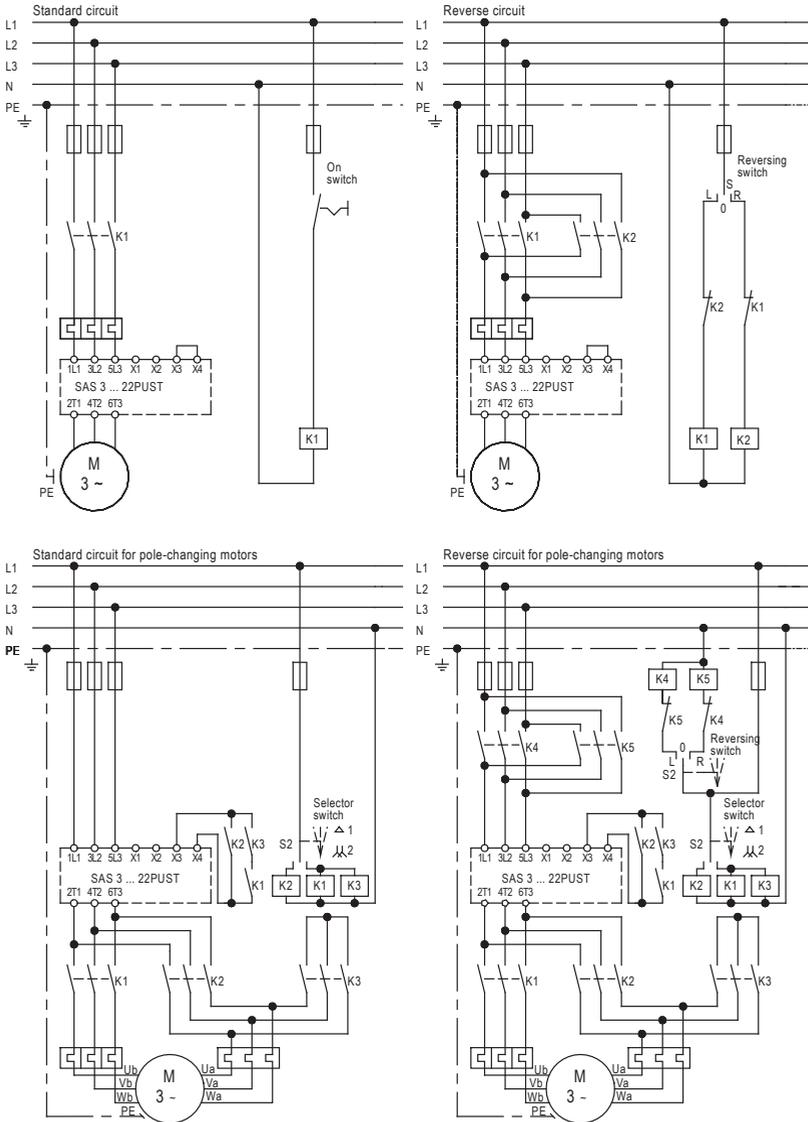 Standard circuit
L1
L2
L3
N
PE
On
switch
K1
1L1 3L2 5L3 X1 X2 X3 X4
SAS 3 ... 22PUST
2T1 4T2 6T3
K1
M
3 ~
PE
Reverse circuit
L1
L2
L3
N
PE
Reversing
switch
S
L R
0
K1 K2
K2 K1
1L1 3L2 5L3 X1 X2 X3 X4
SAS 3 ... 22PUST
2T1 4T2 6T3
K1 K2
M
3 ~
PE
Standard circuit for pole-changing motors
L1
L2
L3
N
PE
Selector
switch
S2 1
2
K2 K3
K1
1L1 3L2 5L3 X1 X2 X3 X4
SAS 3 ... 22PUST
2T1 4T2 6T3
K2 K1 K3
K1 K2 K3
Ub Ua
Vb Va
Wb Wa
M
3 ~
PE
Reverse circuit for pole-changing motors
L1
L2
L3
N
PE
K4 K5
K5 K4
Reversing
switch
0
L R
S2
K4 K5
Selector
switch
S2 1
2
K2 K3
K1
1L1 3L2 5L3 X1 X2 X3 X4
SAS 3 ... 22PUST
2T1 4T2 6T3
K2 K1 K3
K1 K2 K3
Ub Ua
Vb Va
Wb Wa
M
3 ~
PE